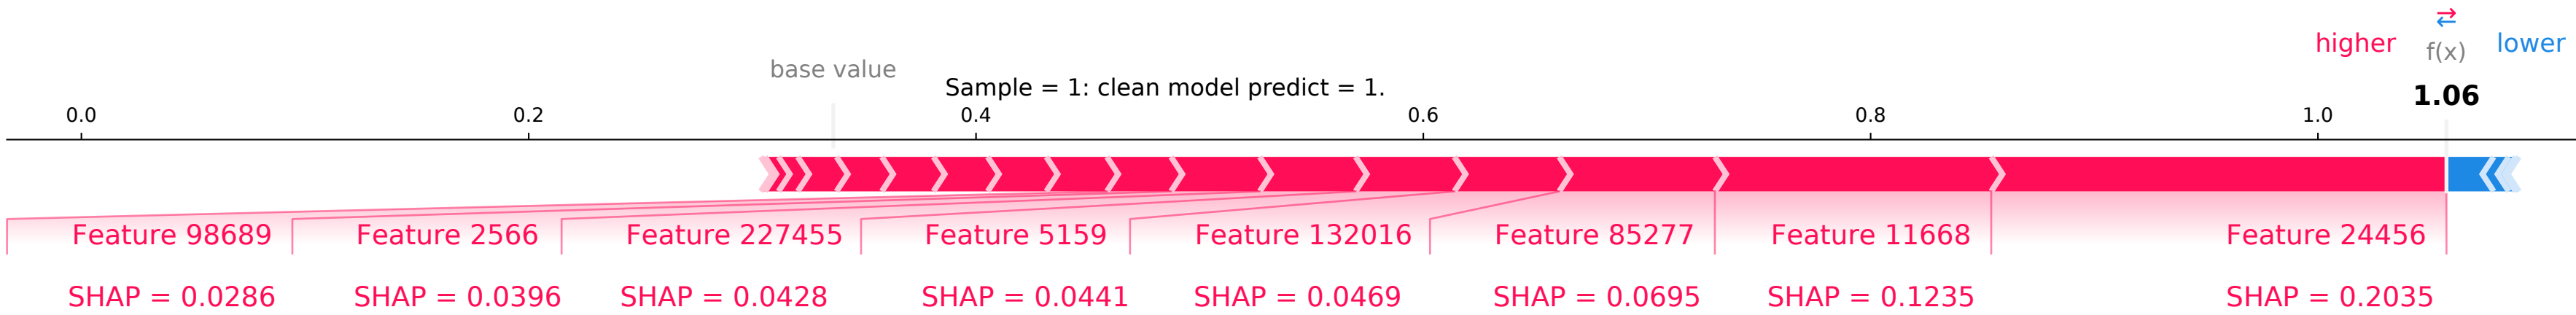 higher f(x) lower
base value
Sample = 1: clean model predict = 1.
1.06
0.0 0.2 0.4 0.6 0.8 1.0
Feature 98689 Feature 2566 Feature 227455 Feature 5159 Feature 132016 Feature 85277 Feature 11668 Feature 24456
SHAP = 0.0286 SHAP = 0.0396 SHAP = 0.0428 SHAP = 0.0441 SHAP = 0.0469 SHAP = 0.0695 SHAP = 0.1235 SHAP = 0.2035